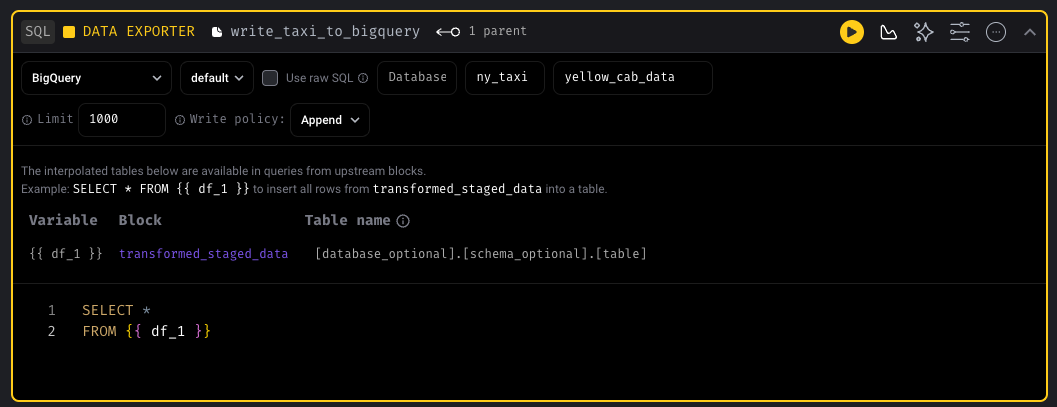 SQL DATA EXPORTER write_taxi_to_bigquery 1 parent
BigQuery default Use raw SQL Database ny_taxi yellow_cab_data
Limit 1000 Write policy: Append
The interpolated tables below are available in queries from upstream blocks.
Example: SELECT * FROM {{ df_1 }} to insert all rows from transformed_staged_data into a table.
Variable Block Table name
{{ df_1 }} transformed_staged_data [database_optional].[schema_optional].[table]
1 SELECT *
2 FROM {{ df_1 }}